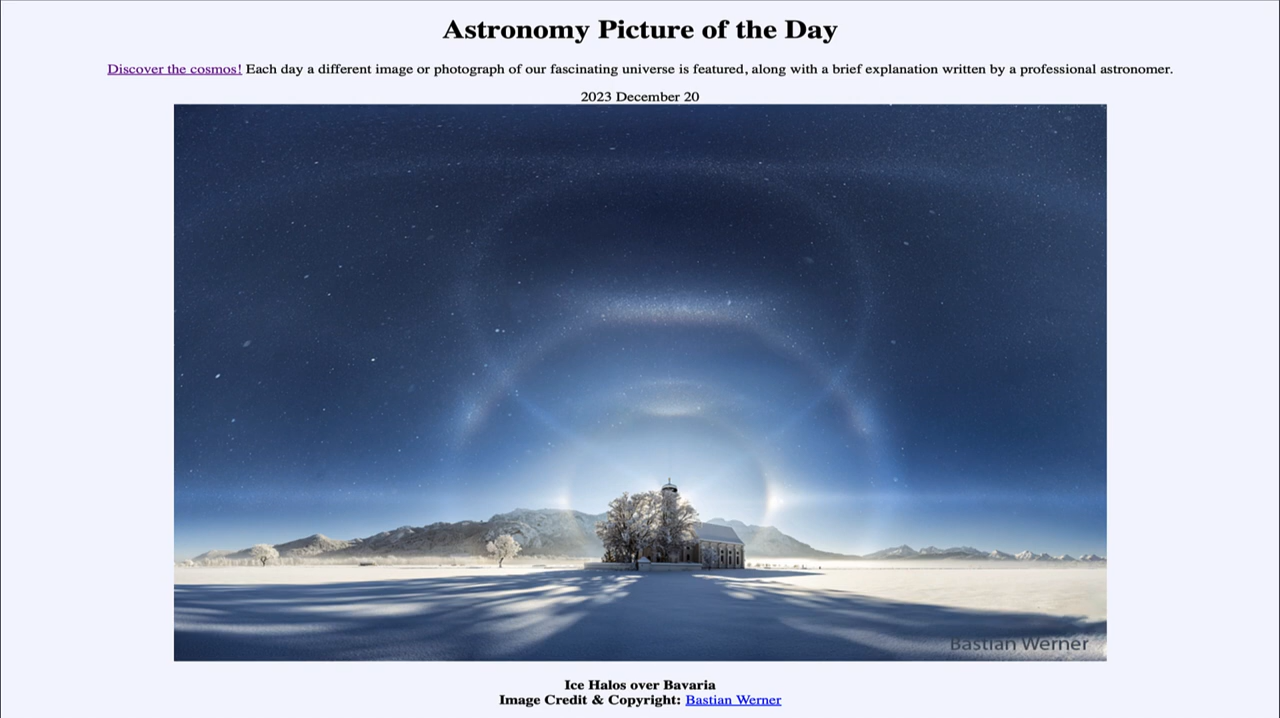 Astronomy Picture of the Day
Discover the cosmos! Each day a different image or photograph of our fascinating universe is featured, along with a brief explanation written by a professional astronomer.
2023 December 20
Bastian Werner
Ice Halos over Bavaria
Image Credit & Copyright: Bastian Werner